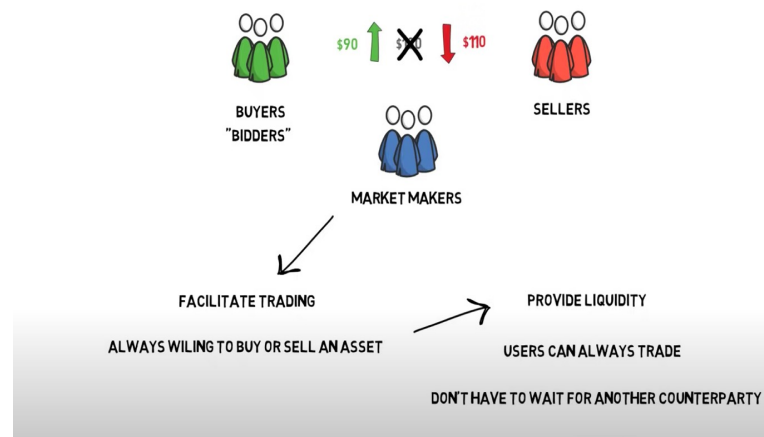 $90
$110
BUYERS
"BIDDERS"
SELLERS
MARKET MAKERS
FACILITATE TRADING
ALWAYS WILING TO BUY OR SELL AN ASSET
PROVIDE LIQUIDITY
USERS CAN ALWAYS TRADE
DON'T HAVE TO WAIT FOR ANOTHER COUNTERPARTY